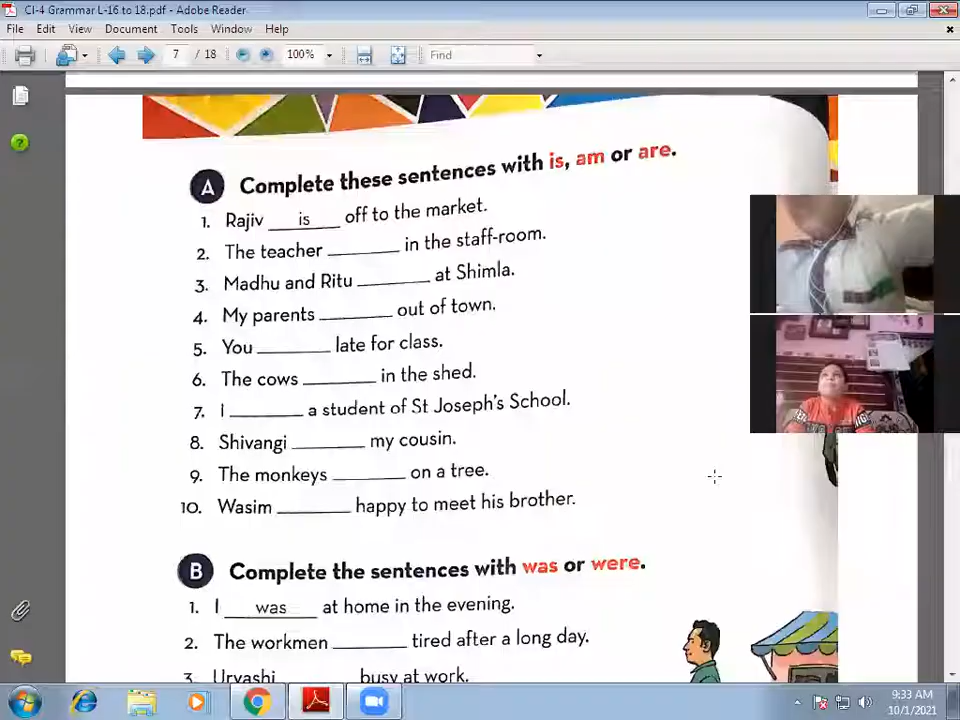 CI-4 Grammar L-16 to 18.pdf - Adobe Reader
File Edit View Document Tools Window Help
7 / 18 100% Find
A Complete these sentences with is, am or are.
1. Rajiv is off to the market.
2. The teacher ________ in the staff-room.
3. Madhu and Ritu ________ at Shimla.
4. My parents ________ out of town.
5. You ________ late for class.
6. The cows ________ in the shed.
7. I ________ a student of St Joseph's School.
8. Shivangi ________ my cousin.
9. The monkeys ________ on a tree.
10. Wasim ________ happy to meet his brother.
B Complete the sentences with was or were.
1. I was at home in the evening.
2. The workmen ________ tired after a long day.
3. Urvashi ________ busy at work.
9:33 AM
10/1/2021